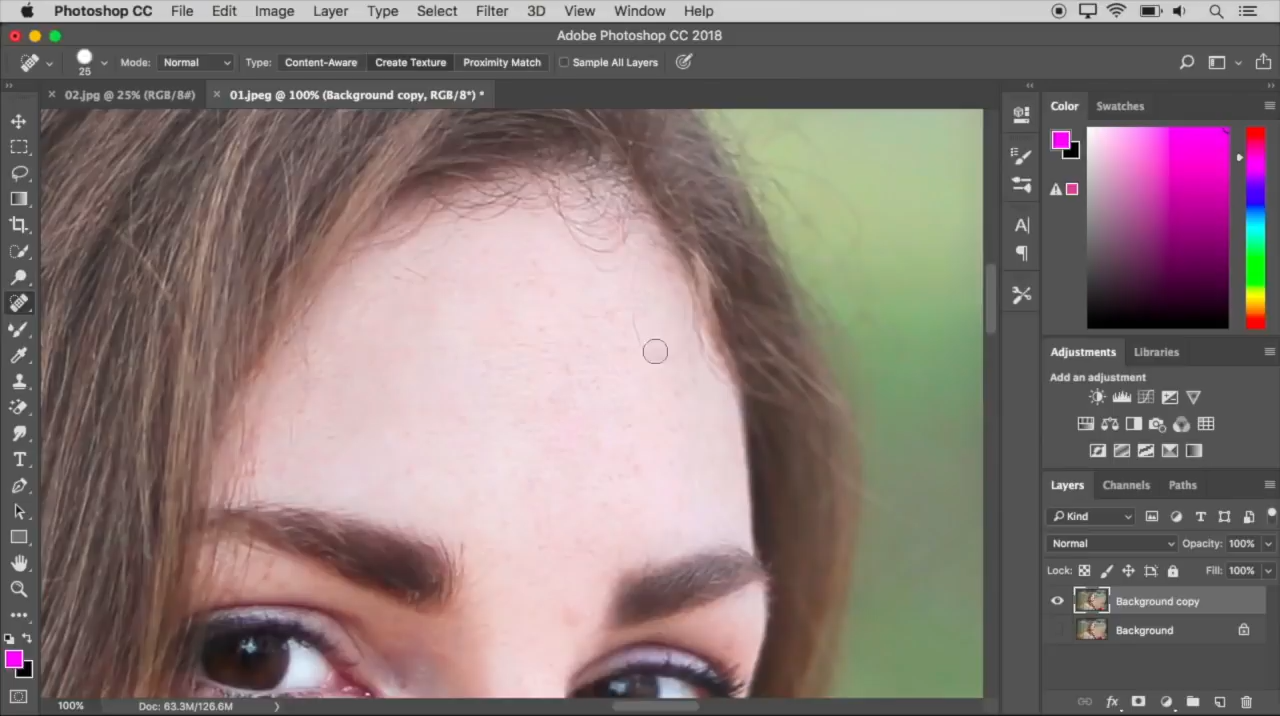 Photoshop CC File Edit Image Layer Type Select Filter 3D View Window Help
Adobe Photoshop CC 2018
25 Mode: Normal Type: Content-Aware Create Texture Proximity Match Sample All Layers
02.jpg @ 25% (RGB/8#) 01.jpeg @ 100% (Background copy, RGB/8*) *
Color Swatches
Adjustments Libraries
Add an adjustment
Layers Channels Paths
Kind
Normal Opacity: 100%
Lock: Fill: 100%
Background copy
Background
100% Doc: 63.3M/126.6M